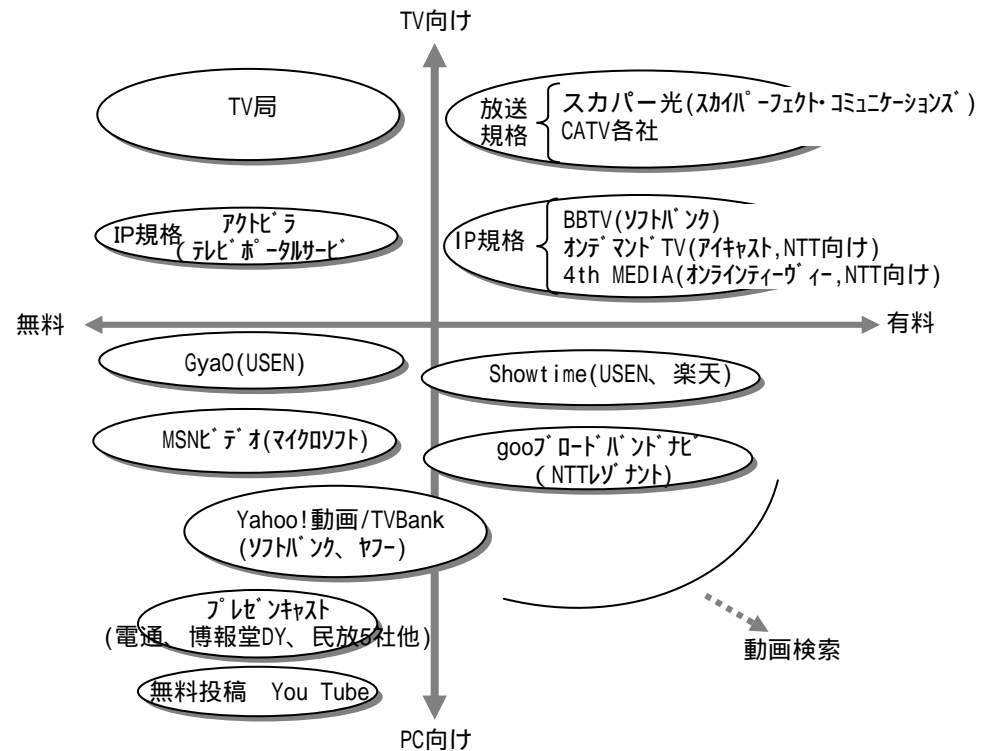 TV向け
TV局
放送
規格
スカパー光(スカイパーフェクト・コミュニケーションズ)
CATV各社
IP規格
アクトビラ
(テレビポータルサービ
IP規格
BBTV(ソフトバンク)
オンデマンドTV(アイキャスト,NTT向け)
4th MEDIA(オンラインティーヴィー,NTT向け)
無料
有料
GyaO(USEN)
Showtime(USEN、楽天)
MSNビデオ(マイクロソフト)
gooブロードバンドナビ
(NTTレゾナント)
Yahoo!動画/TVBank
(ソフトバンク、ヤフー)
プレゼンキャスト
(電通、博報堂DY、民放5社他)
動画検索
無料投稿 You Tube
PC向け